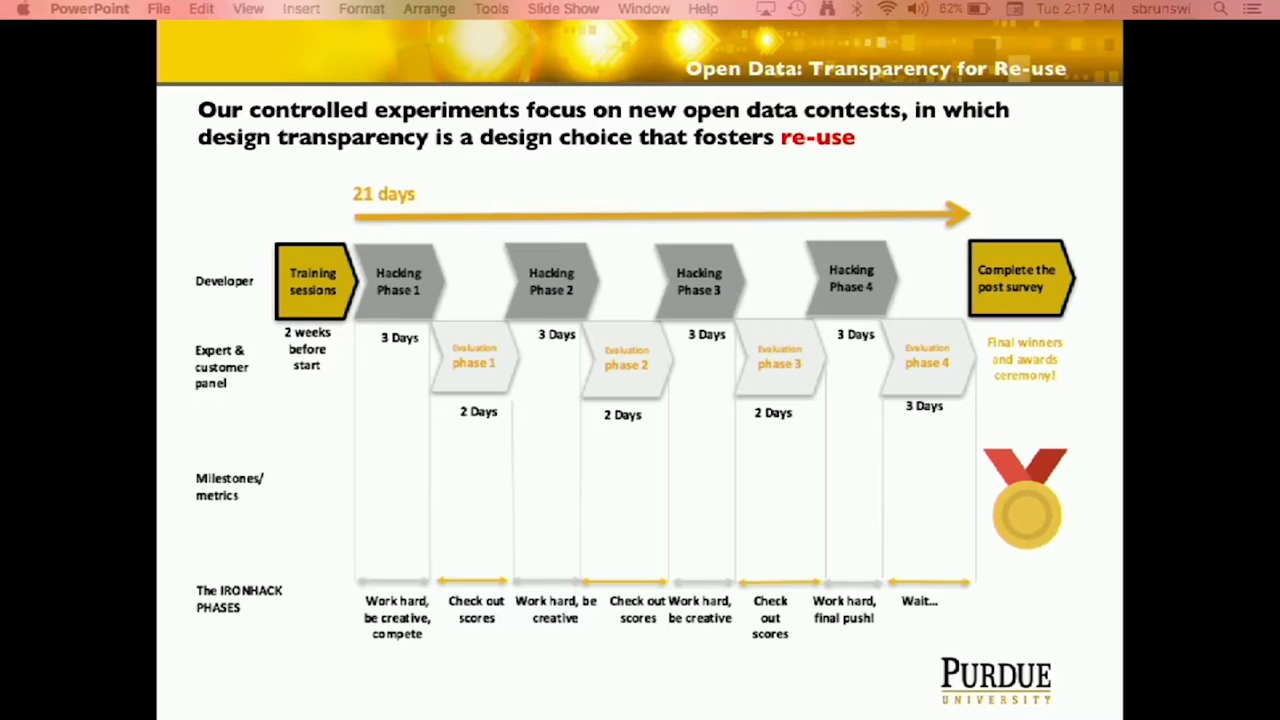 PowerPoint File Edit View Insert Format Arrange Tools Slide Show Window Help 62% Tue 2:17 PM sbrunswi
Open Data: Transparency for Re-use
Our controlled experiments focus on new open data contests, in which
design transparency is a design choice that fosters re-use
21 days
Developer
Training
sessions
Hacking
Phase 1
Hacking
Phase 2
Hacking
Phase 3
Hacking
Phase 4
Complete the
post survey
2 weeks
before
start
3 Days
3 Days
3 Days
3 Days
Expert &
customer
panel
Evaluation
phase 1
Evaluation
phase 2
Evaluation
phase 3
Evaluation
phase 4
Final winners
and awards
ceremony!
2 Days
2 Days
2 Days
3 Days
Milestones/
metrics
The IRONHACK
PHASES
Work hard,
be creative,
compete
Check out
scores
Work hard, be
creative
Check out
scores
Work hard,
be creative
Check
out
scores
Work hard,
final push!
Wait...
PURDUE
UNIVERSITY